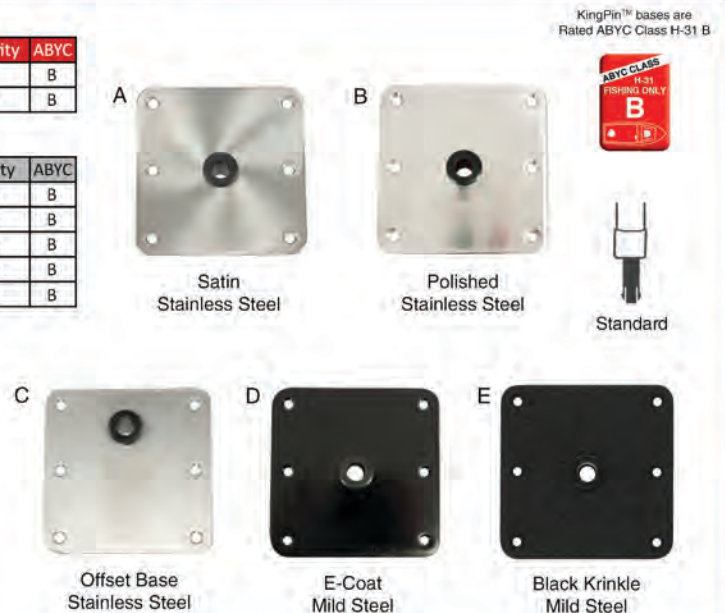 KingPin™ bases are
Rated ABYC Class H-31 B
ABYC CLASS
H-31
FISHING ONLY
B
ity ABYC
B
B
ty ABYC
B
B
B
B
B
A
B
Satin
Stainless Steel
Polished
Stainless Steel
Standard
C
D
E
Offset Base
Stainless Steel
E-Coat
Mild Steel
Black Krinkle
Mild Steel